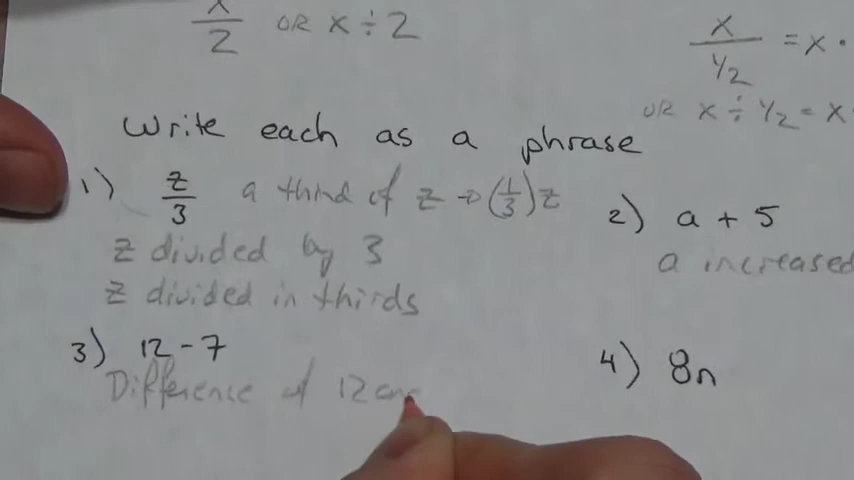 x/2 OR x ÷ 2
x/(1/2) = x ·
OR x ÷ 1/2 = x
Write each as a phrase
1) z/3 a third of z → (1/3)z
z divided by 3
z divided in thirds
2) a + 5
a increased
3) 12 - 7
Difference of 12 an
4) 8n